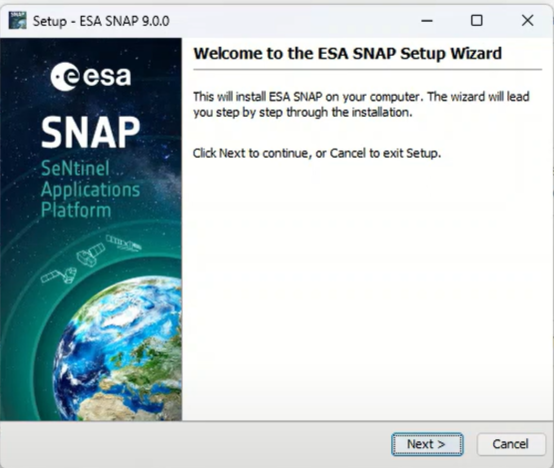 Setup - ESA SNAP 9.0.0
esa
SNAP
SeNtinel
Applications
Platform
Welcome to the ESA SNAP Setup Wizard
This will install ESA SNAP on your computer. The wizard will lead
you step by step through the installation.
Click Next to continue, or Cancel to exit Setup.
Next >
Cancel